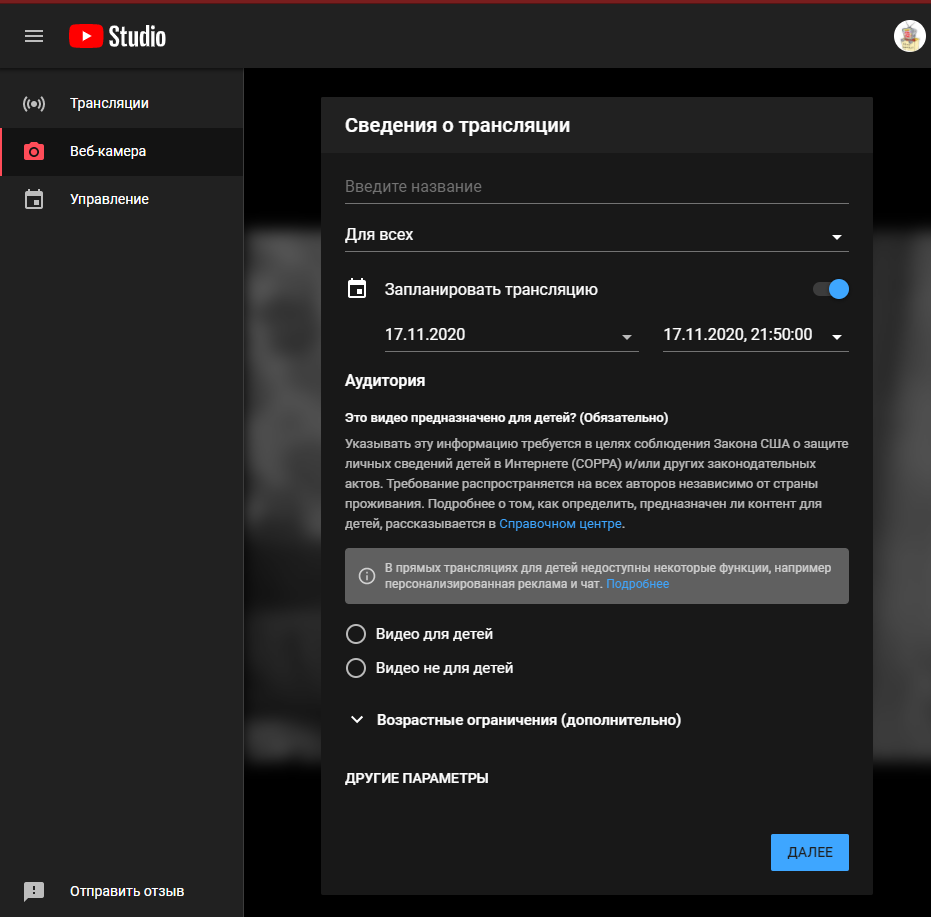 Studio
Трансляции
Веб-камера
Управление
Сведения о трансляции
Введите название
Для всех
Запланировать трансляцию
17.11.2020
17.11.2020, 21:50:00
Аудитория
Это видео предназначено для детей? (Обязательно)
Указывать эту информацию требуется в целях соблюдения Закона США о защите
личных сведений детей в Интернете (COPPA) и/или других законодательных
актов. Требование распространяется на всех авторов независимо от страны
проживания. Подробнее о том, как определить, предназначен ли контент для
детей, рассказывается в Справочном центре.
В прямых трансляциях для детей недоступны некоторые функции, например
персонализированная реклама и чат. Подробнее
Видео для детей
Видео не для детей
Возрастные ограничения (дополнительно)
ДРУГИЕ ПАРАМЕТРЫ
ДАЛЕЕ
Отправить отзыв